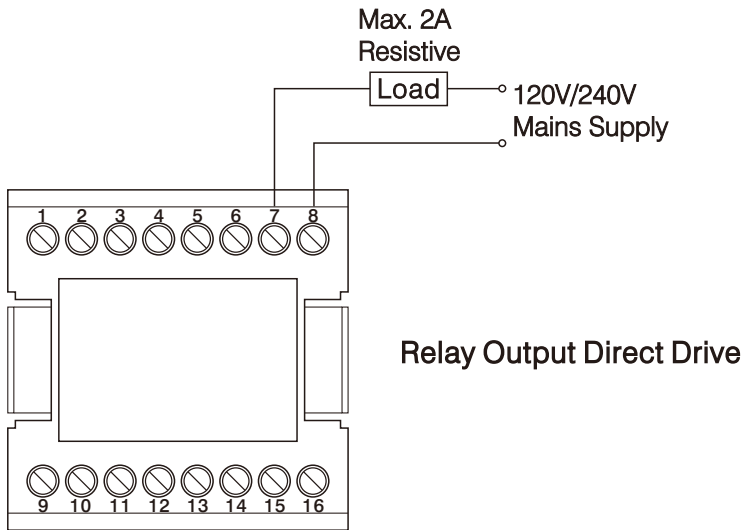 Max. 2A
Resistive
Load
120V/240V
Mains Supply
1 2 3 4 5 6 7 8
Relay Output Direct Drive
9 10 11 12 13 14 15 16